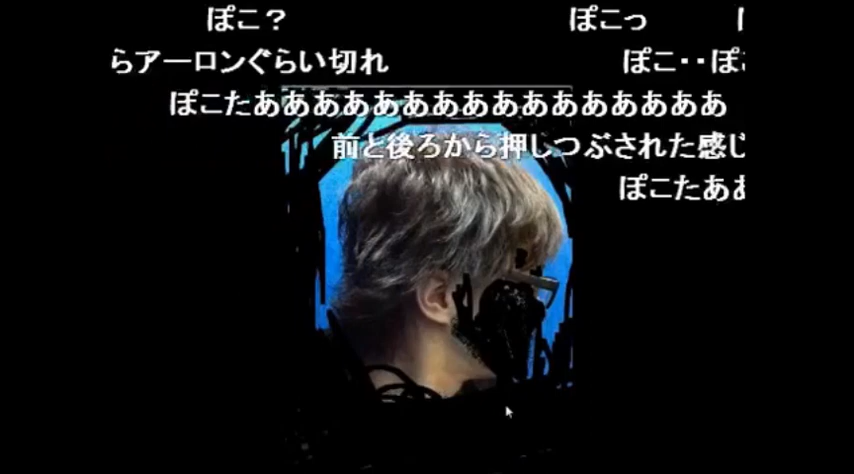 ぽこ？ ぽこっ
らアーロンぐらい切れ ぽこ・・ぽこ
ぽこたあああああああああああああああああ
前と後ろから押しつぶされた感じ
ぽこたああ